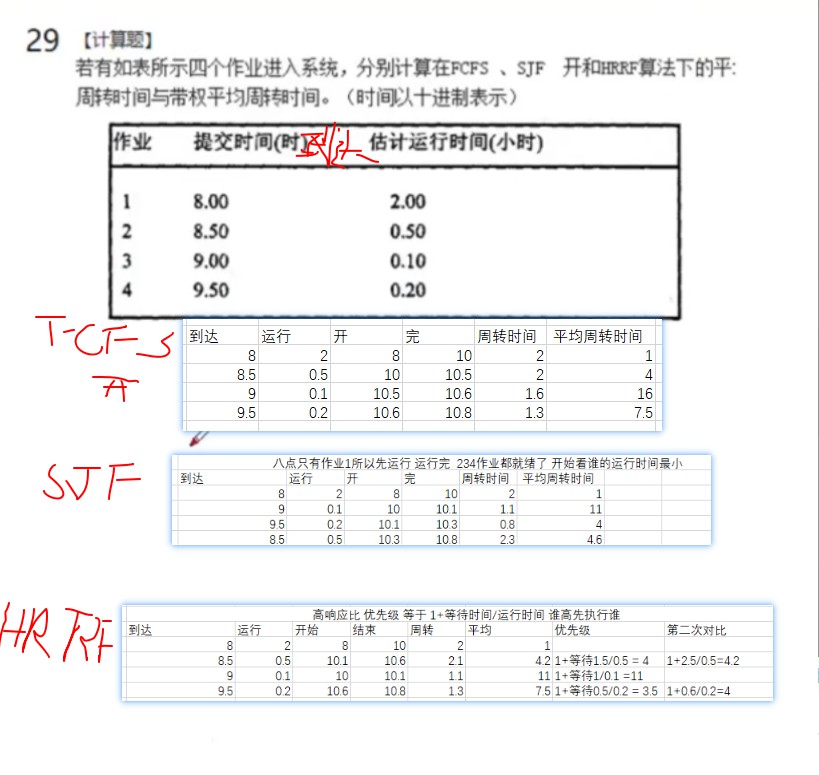 29 【计算题】
若有如表所示四个作业进入系统，分别计算在FCFS 、SJF 开和HRRF算法下的平:
周转时间与带权平均周转时间。（时间以十进制表示）
作业 提交时间(时) 到达 估计运行时间(小时)
1 8.00 2.00
2 8.50 0.50
3 9.00 0.10
4 9.50 0.20
FCFS
到达 运行 开 完 周转时间 平均周转时间
8 2 8 10 2 1
8.5 0.5 10 10.5 2 4
9 0.1 10.5 10.6 1.6 16
9.5 0.2 10.6 10.8 1.3 7.5
SJF
八点只有作业1所以先运行 运行完 234作业都就绪了 开始看谁的运行时间最小
到达 运行 开 完 周转时间 平均周转时间
8 2 8 10 2 1
9 0.1 10 10.1 1.1 11
9.5 0.2 10.1 10.3 0.8 4
8.5 0.5 10.3 10.8 2.3 4.6
HRRF
高响应比 优先级 等于 1+等待时间/运行时间 谁高先执行谁
到达 运行 开始 结束 周转 平均 优先级 第二次对比
8 2 8 10 2 1
8.5 0.5 10.1 10.6 2.1 4.2 1+等待1.5/0.5 = 4 1+2.5/0.5=4.2
9 0.1 10 10.1 1.1 11 1+等待1/0.1 =11
9.5 0.2 10.6 10.8 1.3 7.5 1+等待0.5/0.2 = 3.5 1+0.6/0.2=4